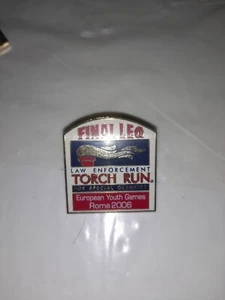 FINAL LEG
LAW ENFORCEMENT
TORCH RUN®
FOR SPECIAL OLYMPICS
European Youth Games
Rome 2006